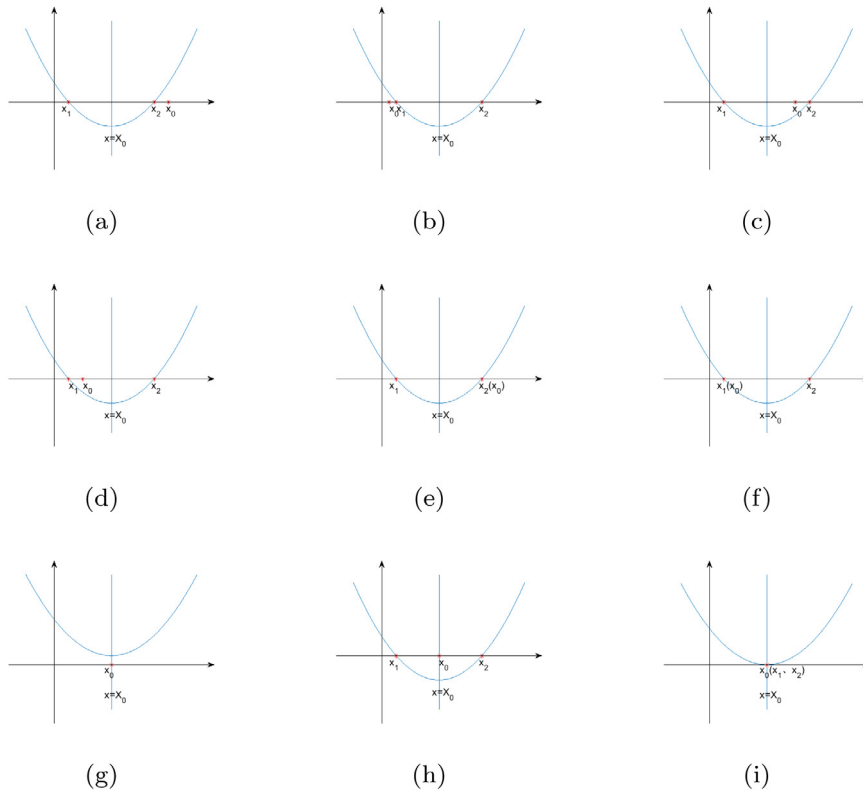 x₁ x₂ x₀
x=X₀
(a)
x₀ x₁ x₂
x=X₀
(b)
x₁ x₀ x₂
x=X₀
(c)
x₁ x₀ x₂
x=X₀
(d)
x₁ x₂(x₀)
x=X₀
(e)
x₁(x₀) x₂
x=X₀
(f)
x₀
x=X₀
(g)
x₁ x₀ x₂
x=X₀
(h)
x₀(x₁、x₂)
x=X₀
(i)